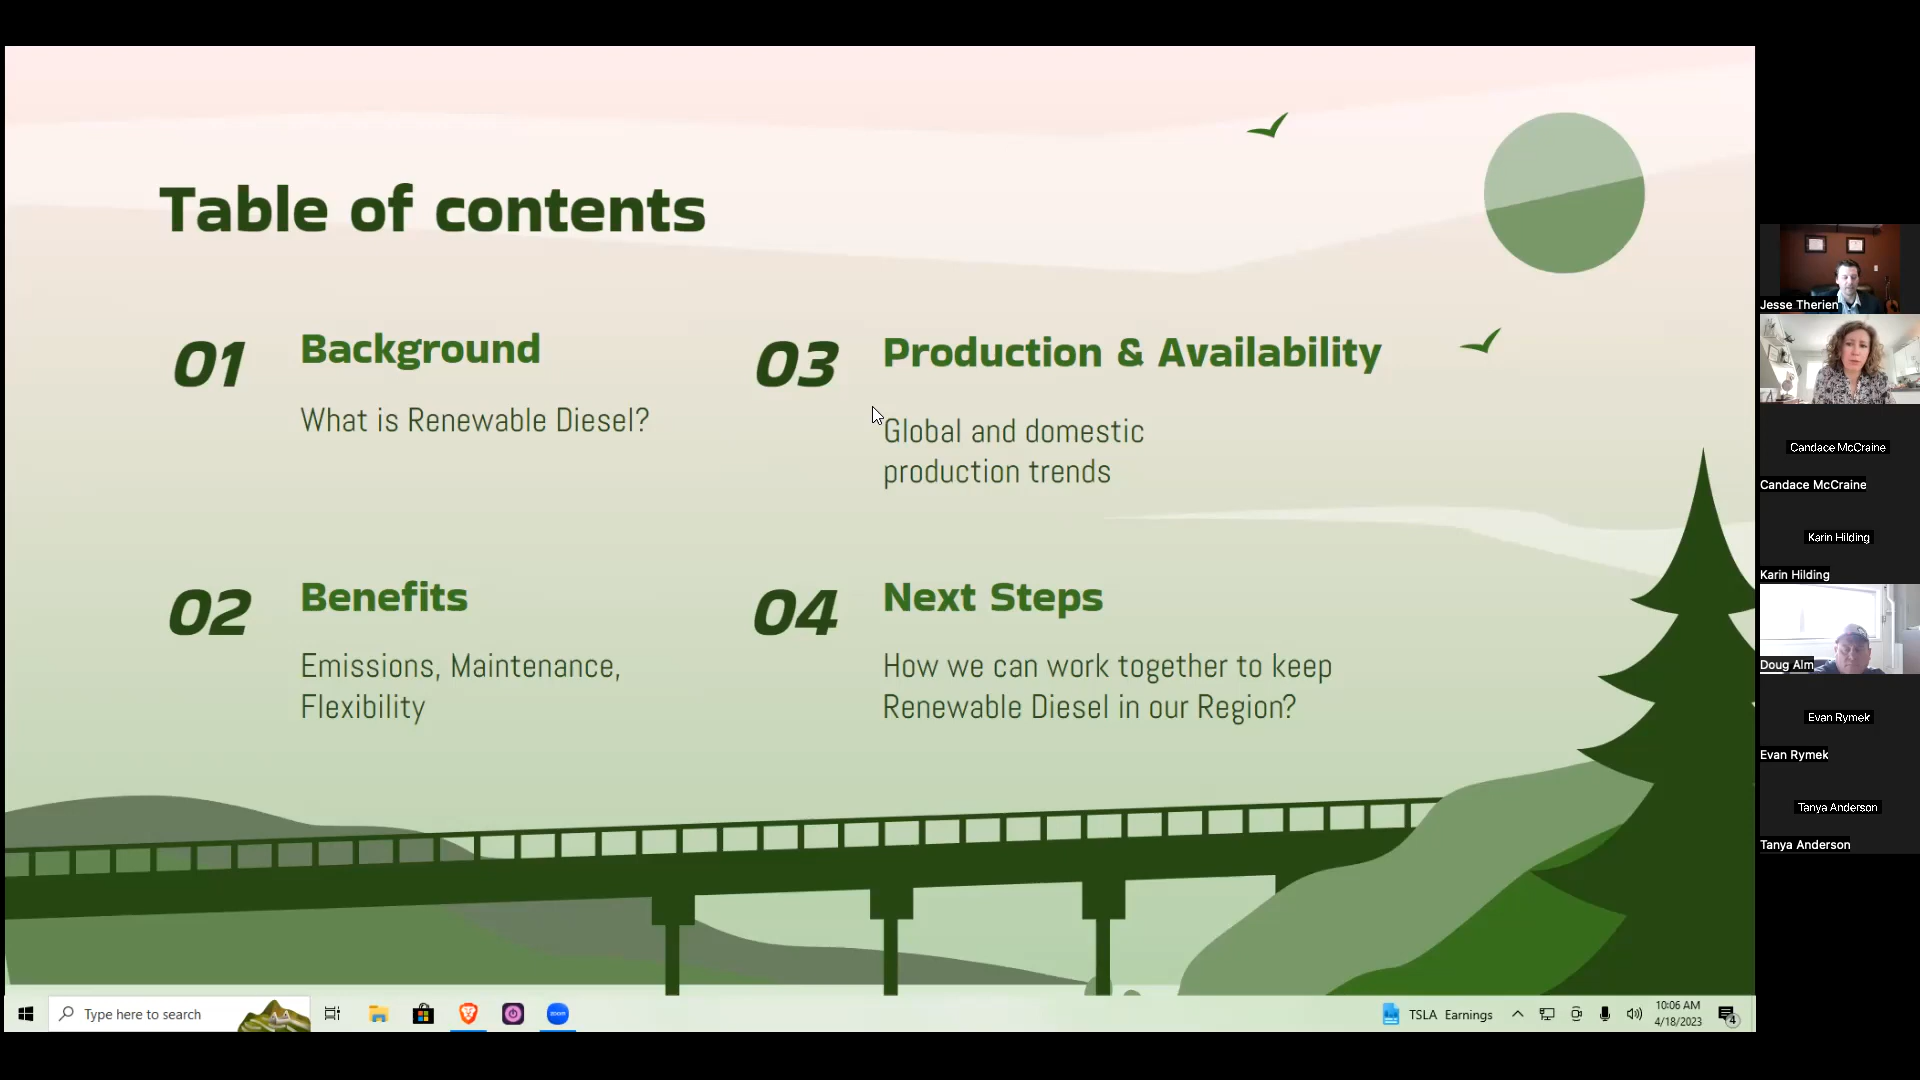 Table of contents
01
Background
What is Renewable Diesel?
02
Benefits
Emissions, Maintenance,
Flexibility
03
Production & Availability
Global and domestic
production trends
04
Next Steps
How we can work together to keep
Renewable Diesel in our Region?
Jesse Therien
Candace McCraine
Candace McCraine
Karin Hilding
Karin Hilding
Doug Alm
Evan Rymek
Evan Rymek
Tanya Anderson
Tanya Anderson
Type here to search
zoom
TSLA Earnings
10:06 AM
4/18/2023
4